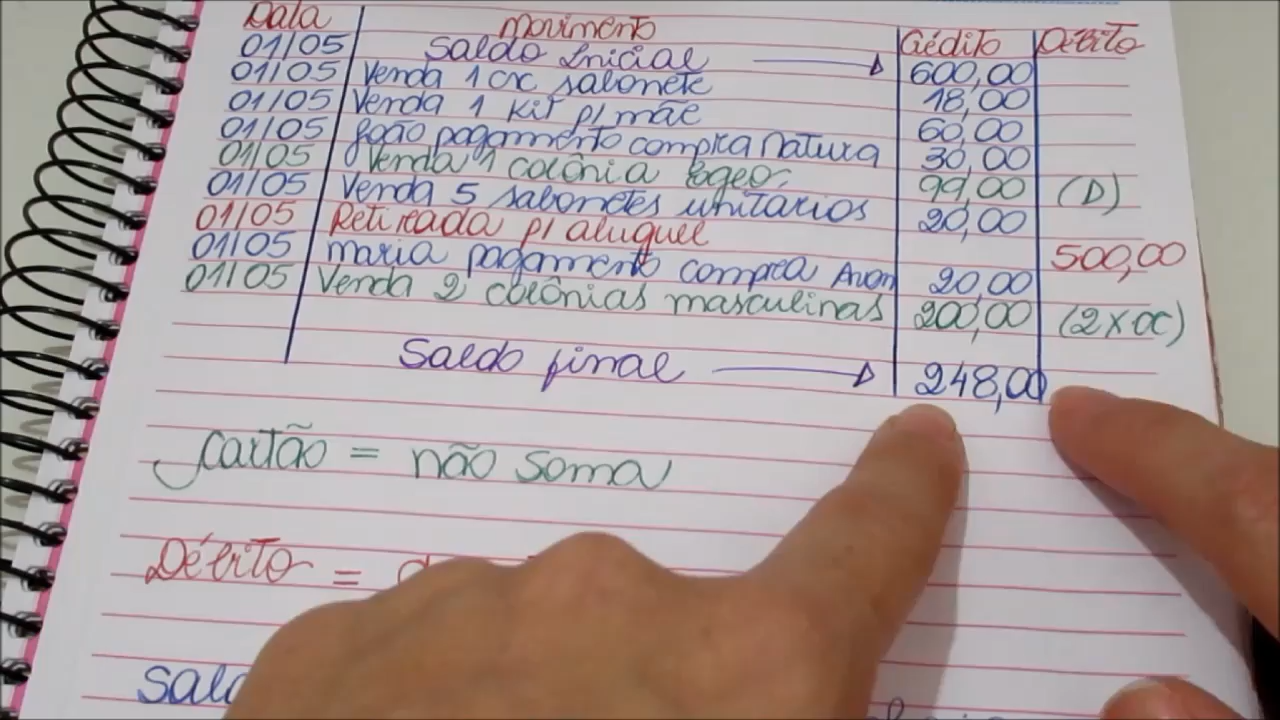 Data Movimento Crédito Débito
01/05 Saldo Inicial 600,00
01/05 Venda 1 cx sabonete 18,00
01/05 Venda 1 Kit p/ mãe 60,00
01/05 João pagamento compra Natura 30,00
01/05 Venda 1 colônia egeo 99,00 (D)
01/05 Venda 5 sabonetes unitários 20,00
01/05 Retirada p/ aluguel 500,00
01/05 Maria pagamento compra Avon 20,00
01/05 Venda 2 colônias masculinas 200,00 (2x cc)
Saldo final 248,00
Cartão = não soma
Débito =